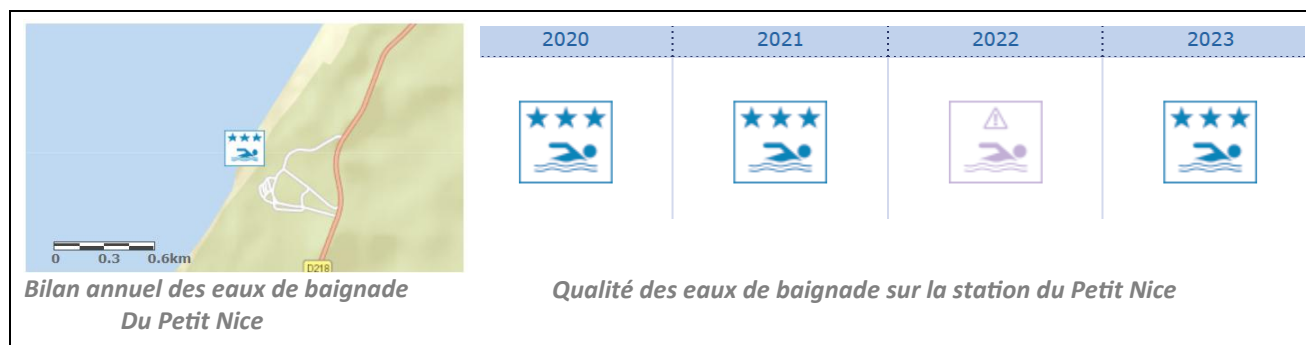 2020 2021 2022 2023
0 0.3 0.6km
D218
Bilan annuel des eaux de baignade
Du Petit Nice
Qualité des eaux de baignade sur la station du Petit Nice